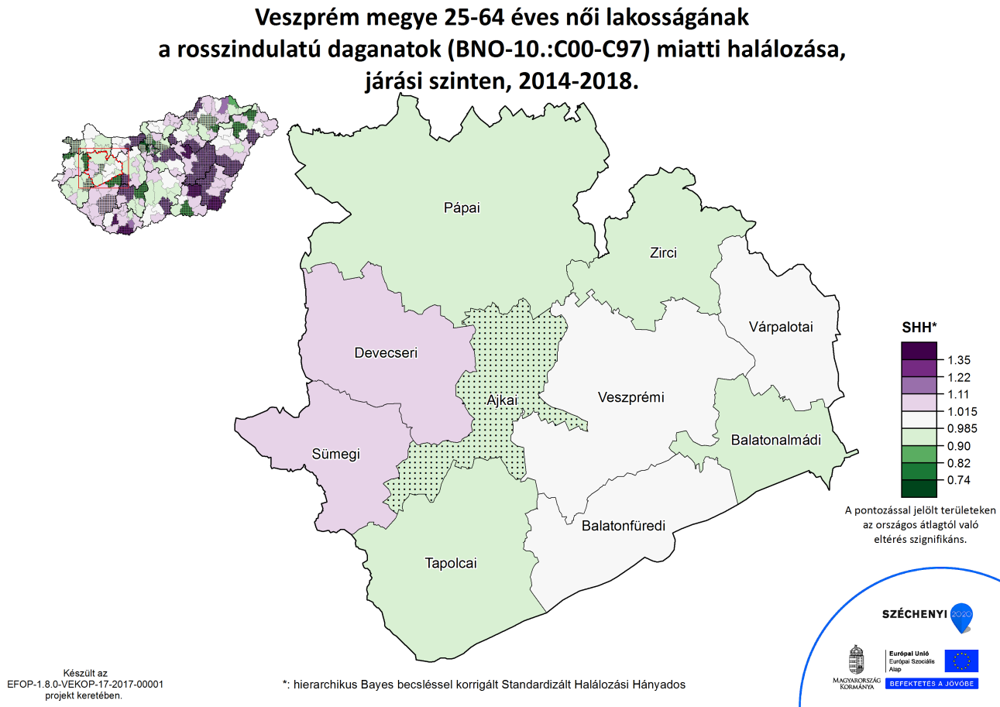 Veszprém megye 25-64 éves női lakosságának
a rosszindulatú daganatok (BNO-10.:C00-C97) miatti halálozása,
járási szinten, 2014-2018.
Pápai
Zirci
Várpalotai
Devecseri
Veszprémi
Ajkai
Balatonalmádi
Sümegi
Balatonfüredi
Tapolcai
SHH*
1.35
1.22
1.11
1.015
0.985
0.90
0.82
0.74
A pontozással jelölt területeken
az országos átlagtól való
eltérés szignifikáns.
SZÉCHENYI 2020
MAGYARORSZÁG
KORMÁNYA
Európai Unió
Európai Szociális
Alap
BEFEKTETÉS A JÖVŐBE
Készült az
EFOP-1.8.0-VEKOP-17-2017-00001
projekt keretében.
*: hierarchikus Bayes becsléssel korrigált Standardizált Halálozási Hányados